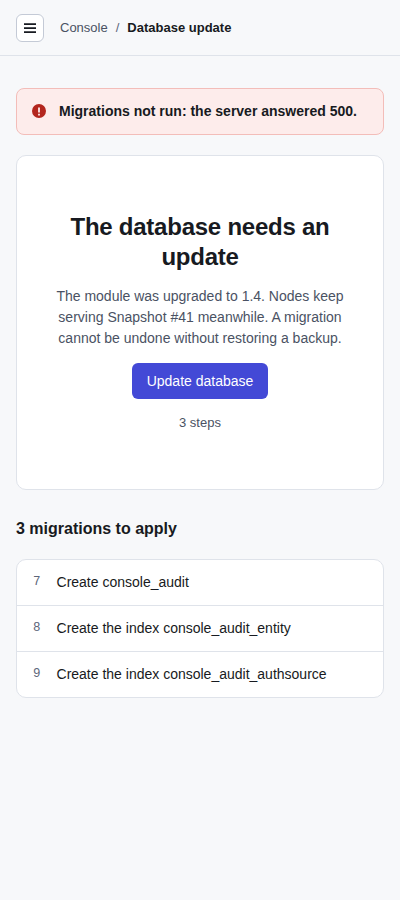 Console / Database update
Migrations not run: the server answered 500.
The database needs an
update
The module was upgraded to 1.4. Nodes keep
serving Snapshot #41 meanwhile. A migration
cannot be undone without restoring a backup.
Update database
3 steps
3 migrations to apply
7 Create console_audit
8 Create the index console_audit_entity
9 Create the index console_audit_authsource